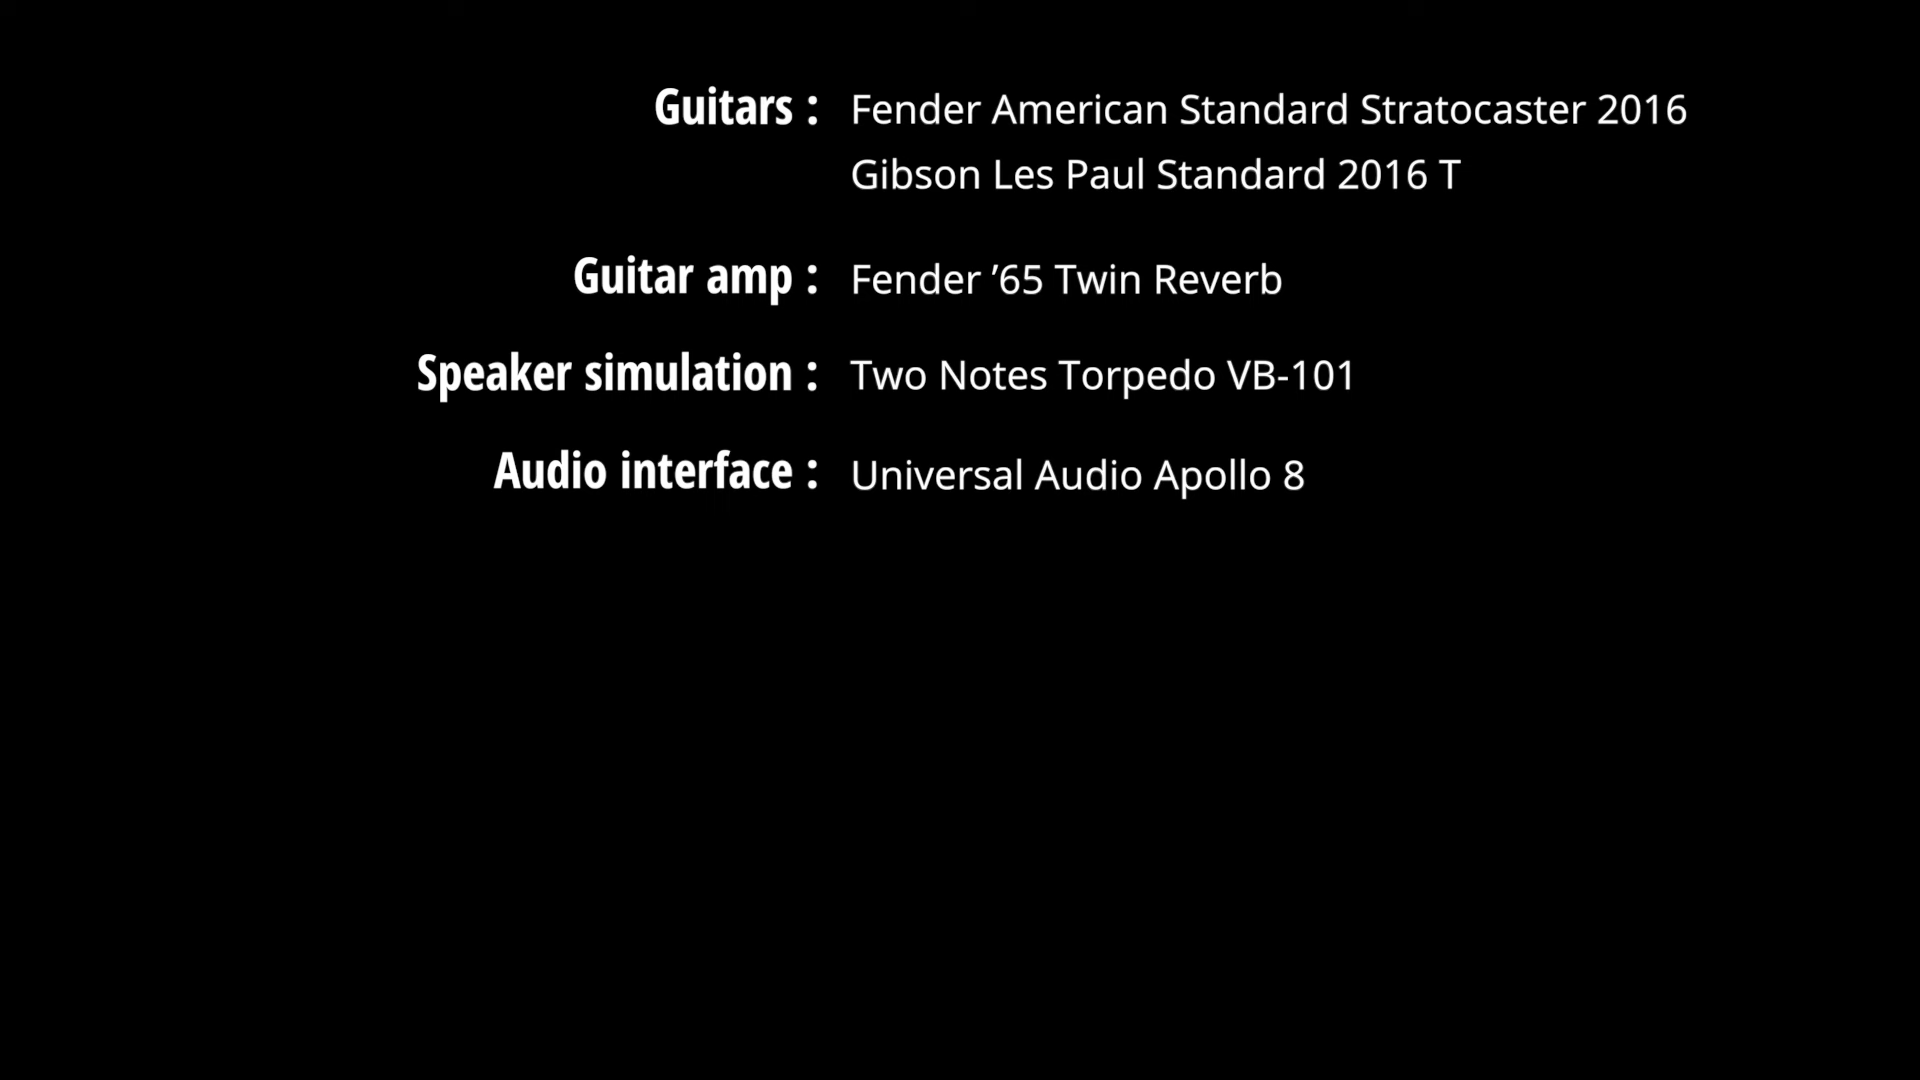 Guitars : Fender American Standard Stratocaster 2016
Gibson Les Paul Standard 2016 T
Guitar amp : Fender ’65 Twin Reverb
Speaker simulation : Two Notes Torpedo VB-101
Audio interface : Universal Audio Apollo 8